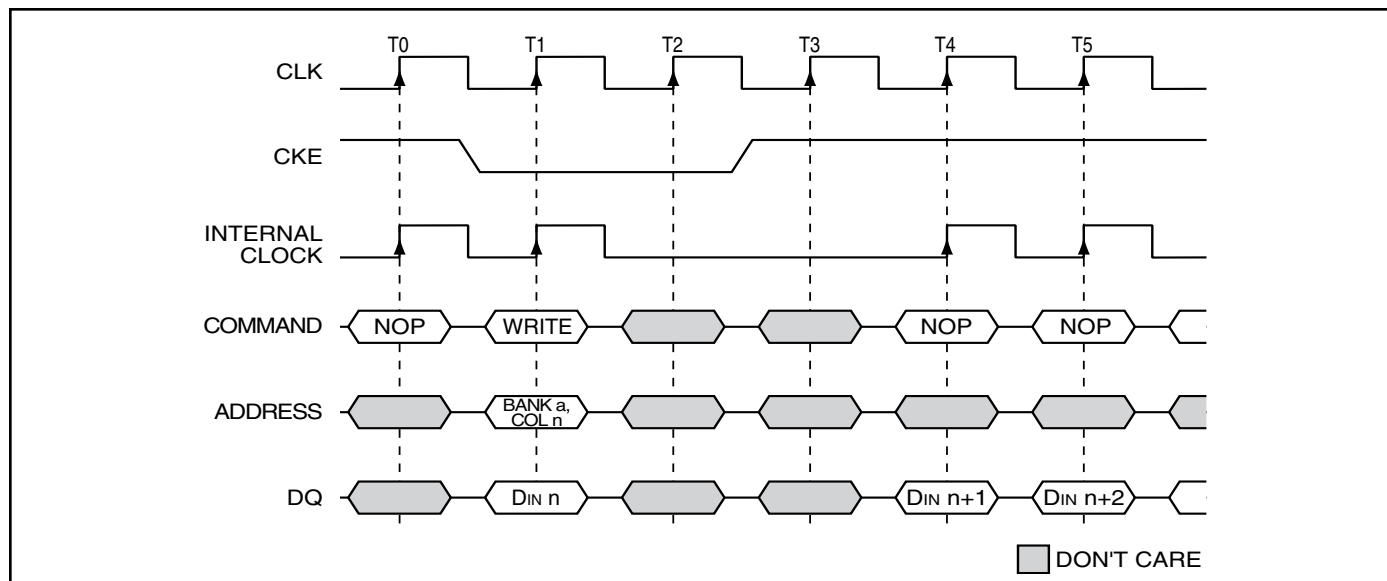 T0 T1 T2 T3 T4 T5
CLK
CKE
INTERNAL
CLOCK
COMMAND NOP WRITE NOP NOP
ADDRESS BANK a,
COL n
DQ DIN n DIN n+1 DIN n+2
DON'T CARE